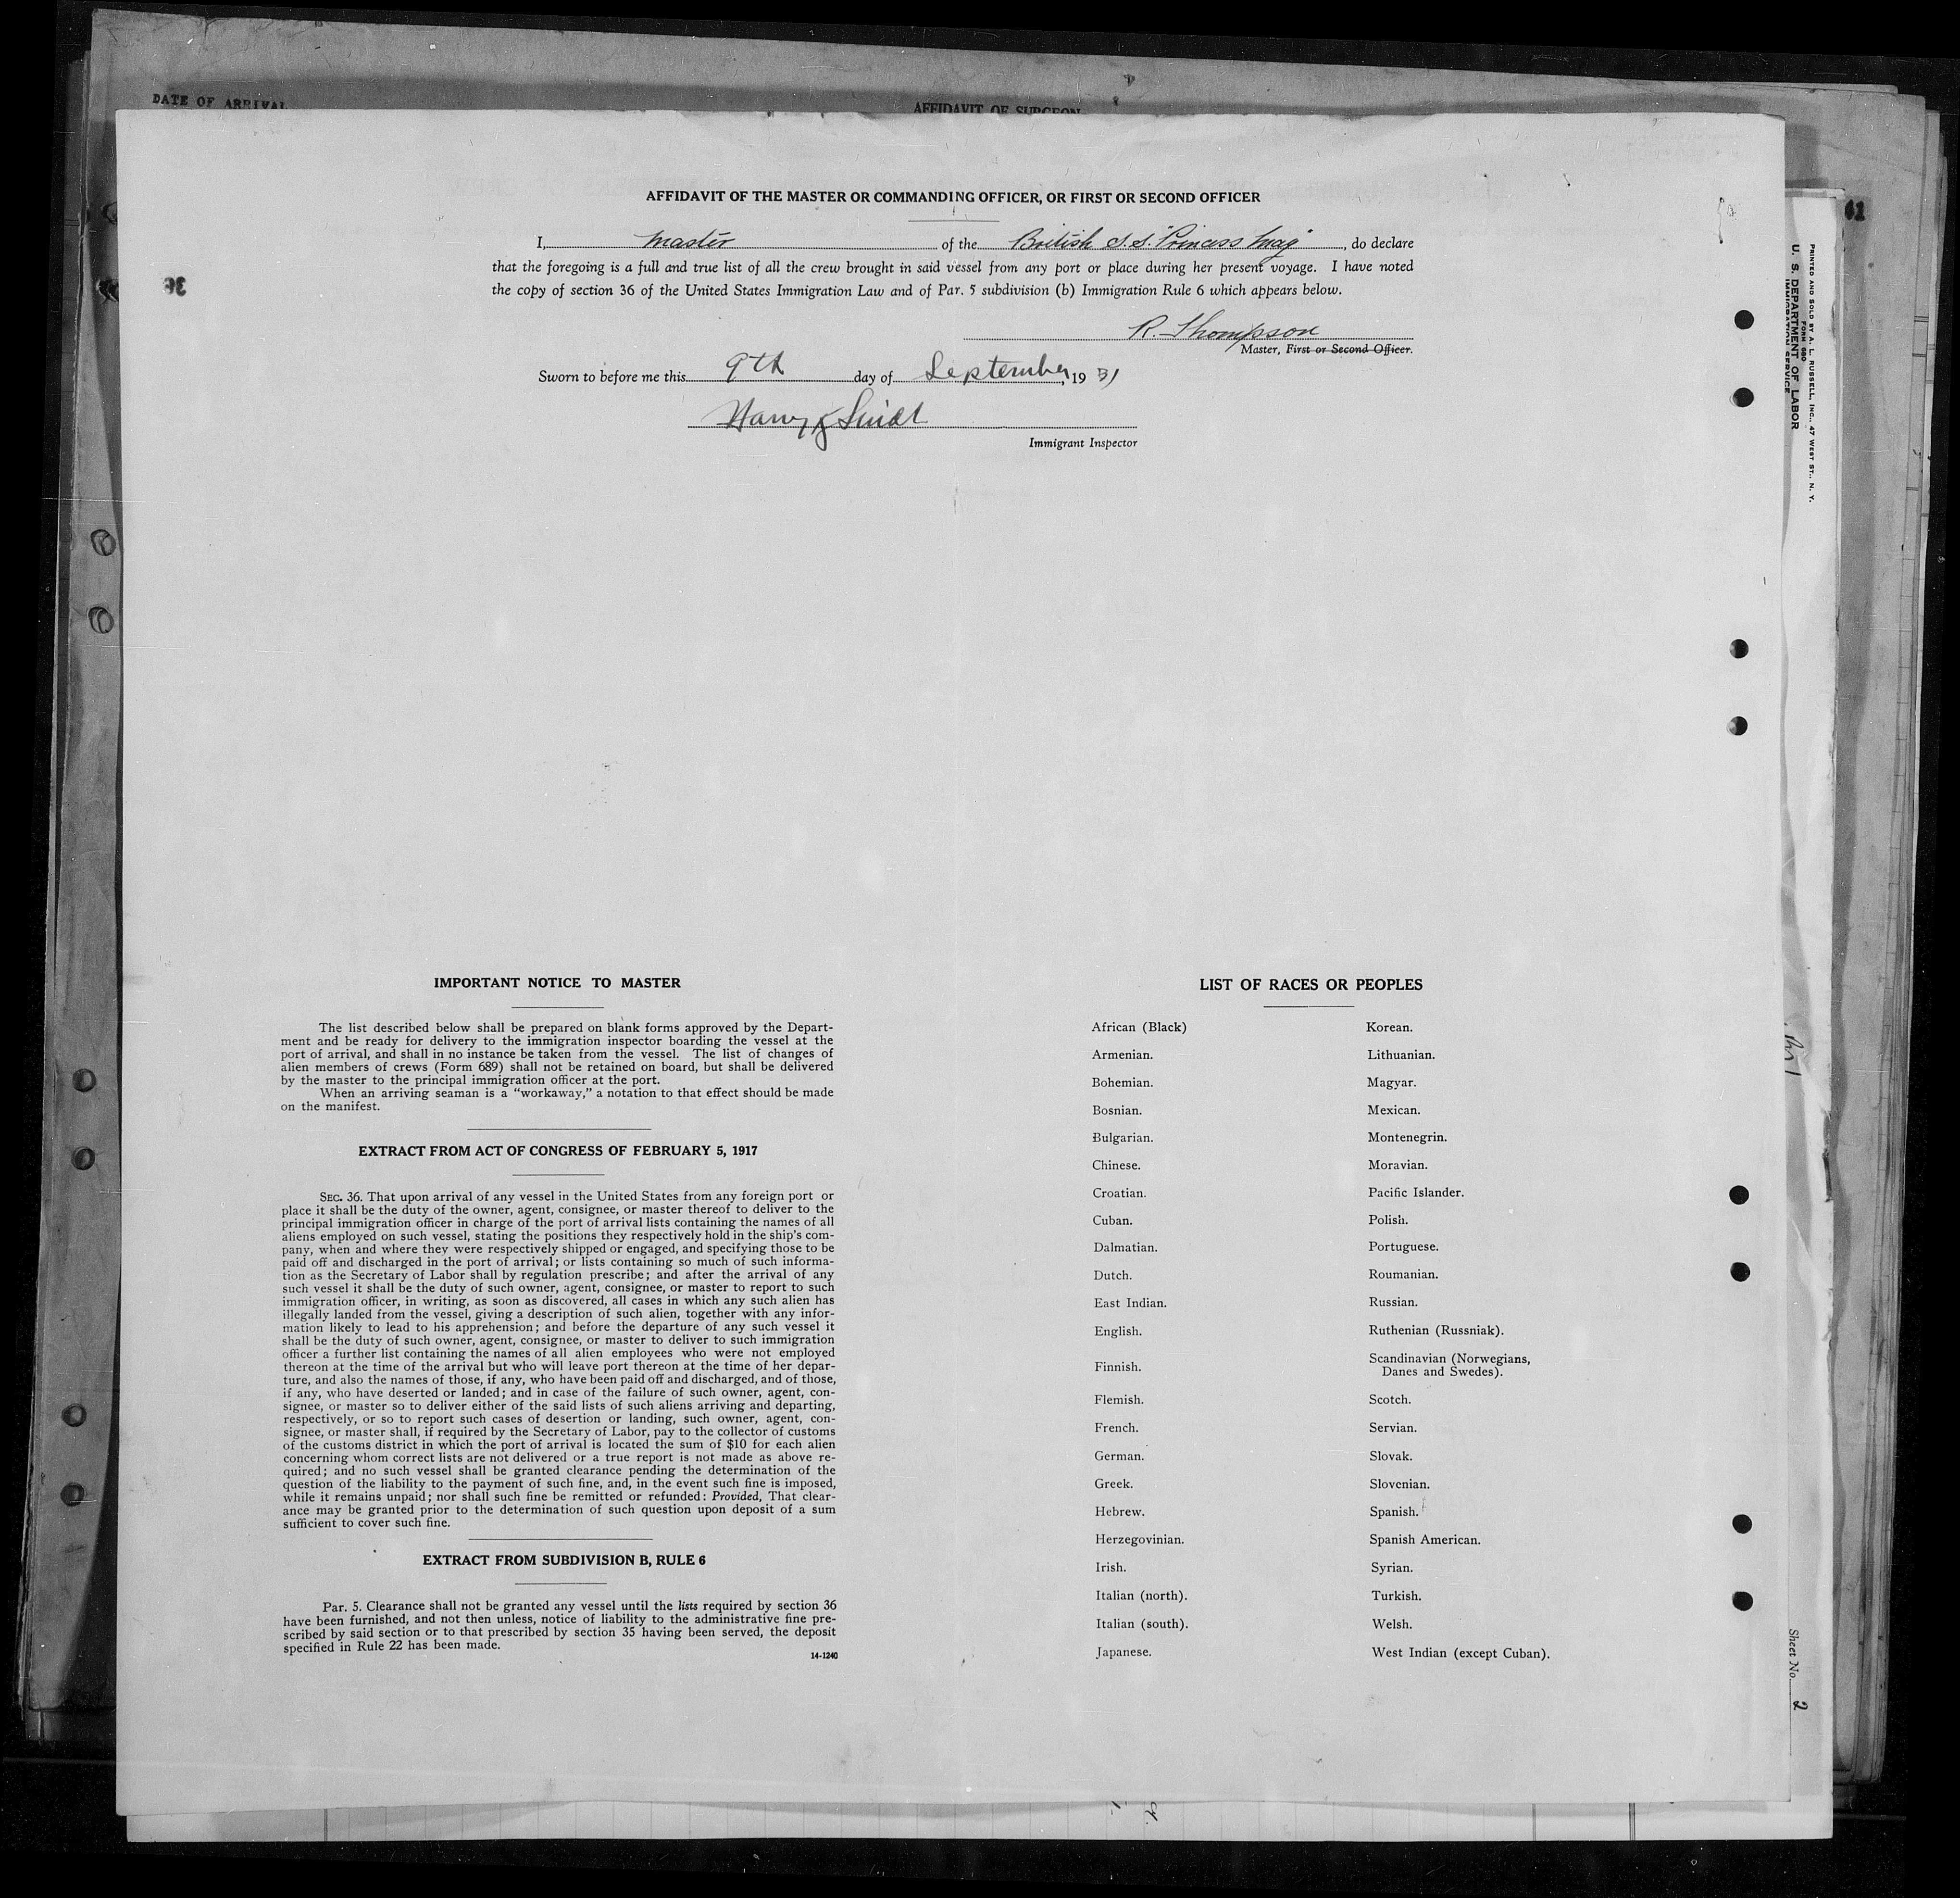 DATE OF ARRIVAL
AFFIDAVIT OF SURGEON
AFFIDAVIT OF THE MASTER OR COMMANDING OFFICER, OR FIRST OR SECOND OFFICER
I, Master of the British S.S. "Princess May", do declare
that the foregoing is a full and true list of all the crew brought in said vessel from any port or place during her present voyage. I have noted
the copy of section 36 of the United States Immigration Law and of Par. 5 subdivision (b) Immigration Rule 6 which appears below.
R. Thompson
Master, First or Second Officer.
Sworn to before me this 9th day of September, 1931
Harry
Immigrant Inspector
IMPORTANT NOTICE TO MASTER
The list described below shall be prepared on blank forms approved by the Depart-
ment and be ready for delivery to the immigration inspector boarding the vessel at the
port of arrival, and shall in no instance be taken from the vessel. The list of changes of
alien members of crews (Form 689) shall not be retained on board, but shall be delivered
by the master to the principal immigration officer at the port.
When an arriving seaman is a "workaway," a notation to that effect should be made
on the manifest.
EXTRACT FROM ACT OF CONGRESS OF FEBRUARY 5, 1917
SEC. 36. That upon arrival of any vessel in the United States from any foreign port or
place it shall be the duty of the owner, agent, consignee, or master thereof to deliver to the
principal immigration officer in charge of the port of arrival lists containing the names of all
aliens employed on such vessel, stating the positions they respectively hold in the ship's com-
pany, when and where they were respectively shipped or engaged, and specifying those to be
paid off and discharged in the port of arrival; or lists containing so much of such informa-
tion as the Secretary of Labor shall by regulation prescribe; and after the arrival of any
such vessel it shall be the duty of such owner, agent, consignee, or master to report to such
immigration officer, in writing, as soon as discovered, all cases in which any such alien has
illegally landed from the vessel, giving a description of such alien, together with any infor-
mation likely to lead to his apprehension; and before the departure of any such vessel it
shall be the duty of such owner, agent, consignee, or master to deliver to such immigration
officer a further list containing the names of all alien employees who were not employed
thereon at the time of the arrival but who will leave port thereon at the time of her depar-
ture, and also the names of those, if any, who have been paid off and discharged, and of those,
if any, who have deserted or landed; and in case of the failure of such owner, agent, con-
signee, or master so to deliver either of the said lists of such aliens arriving and departing,
respectively, or so to report such cases of desertion or landing, such owner, agent, con-
signee, or master shall, if required by the Secretary of Labor, pay to the collector of customs
of the customs district in which the port of arrival is located the sum of $10 for each alien
concerning whom correct lists are not delivered or a true report is not made as above re-
quired; and no such vessel shall be granted clearance pending the determination of the
question of the liability to the payment of such fine, and, in the event such fine is imposed,
while it remains unpaid; nor shall such fine be remitted or refunded: Provided, That clear-
ance may be granted prior to the determination of such question upon deposit of a sum
sufficient to cover such fine.
EXTRACT FROM SUBDIVISION B, RULE 6
Par. 5. Clearance shall not be granted any vessel until the lists required by section 36
have been furnished, and not then unless, notice of liability to the administrative fine pre-
scribed by said section or to that prescribed by section 35 having been served, the deposit
specified in Rule 22 has been made.
14-1240
LIST OF RACES OR PEOPLES
African (Black)
Armenian.
Bohemian.
Bosnian.
Bulgarian.
Chinese.
Croatian.
Cuban.
Dalmatian.
Dutch.
East Indian.
English.
Finnish.
Flemish.
French.
German.
Greek.
Hebrew.
Herzegovinian.
Irish.
Italian (north).
Italian (south).
Japanese.
Korean.
Lithuanian.
Magyar.
Mexican.
Montenegrin.
Moravian.
Pacific Islander.
Polish.
Portuguese.
Roumanian.
Russian.
Ruthenian (Russniak).
Scandinavian (Norwegians,
Danes and Swedes).
Scotch.
Servian.
Slovak.
Slovenian.
Spanish.
Spanish American.
Syrian.
Turkish.
Welsh.
West Indian (except Cuban).
PRINTED AND SOLD BY A. L. RUSSELL, INC., 47 WEST ST., N. Y.
FORM 680
U. S. DEPARTMENT OF LABOR
IMMIGRATION SERVICE
Sheet No. 2